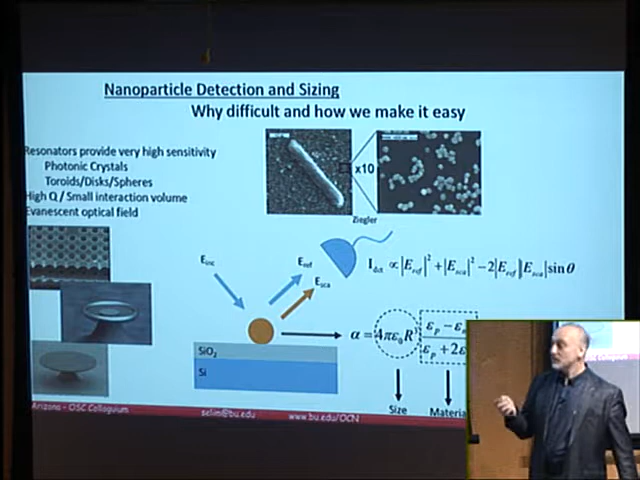 Nanoparticle Detection and Sizing
Why difficult and how we make it easy
Resonators provide very high sensitivity
Photonic Crystals
Toroids/Disks/Spheres
High Q / Small interaction volume
Evanescent optical field
x10
Ziegler
E_inc
E_ref
E_sca
I_det ∝ |E_ref|² + |E_sca|² − 2|E_ref||E_sca| sin θ
α = 4πε₀R³
ε_p − ε
ε_p + 2ε
SiO₂
Si
Size
Materia
Arizona - OSC Colloquium
selim@bu.edu
www.bu.edu/OCN